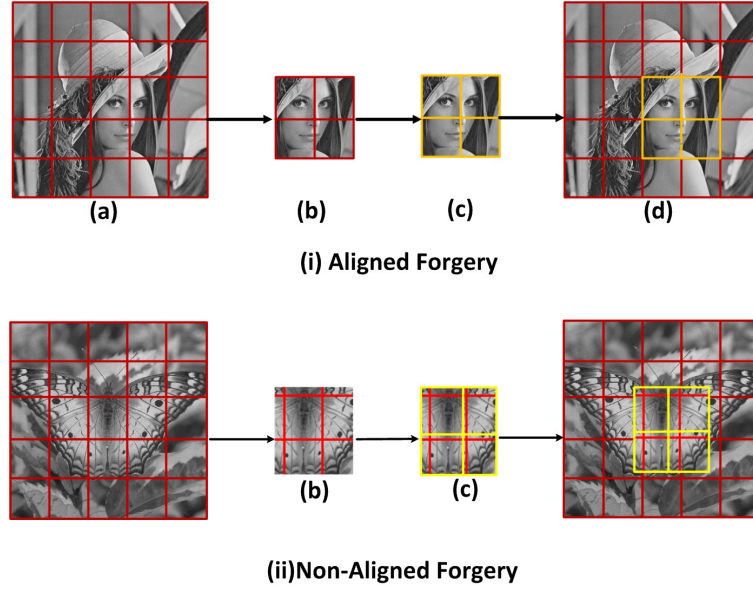 (a)
(b)
(c)
(d)
(i) Aligned Forgery
(b)
(c)
(ii)Non-Aligned Forgery